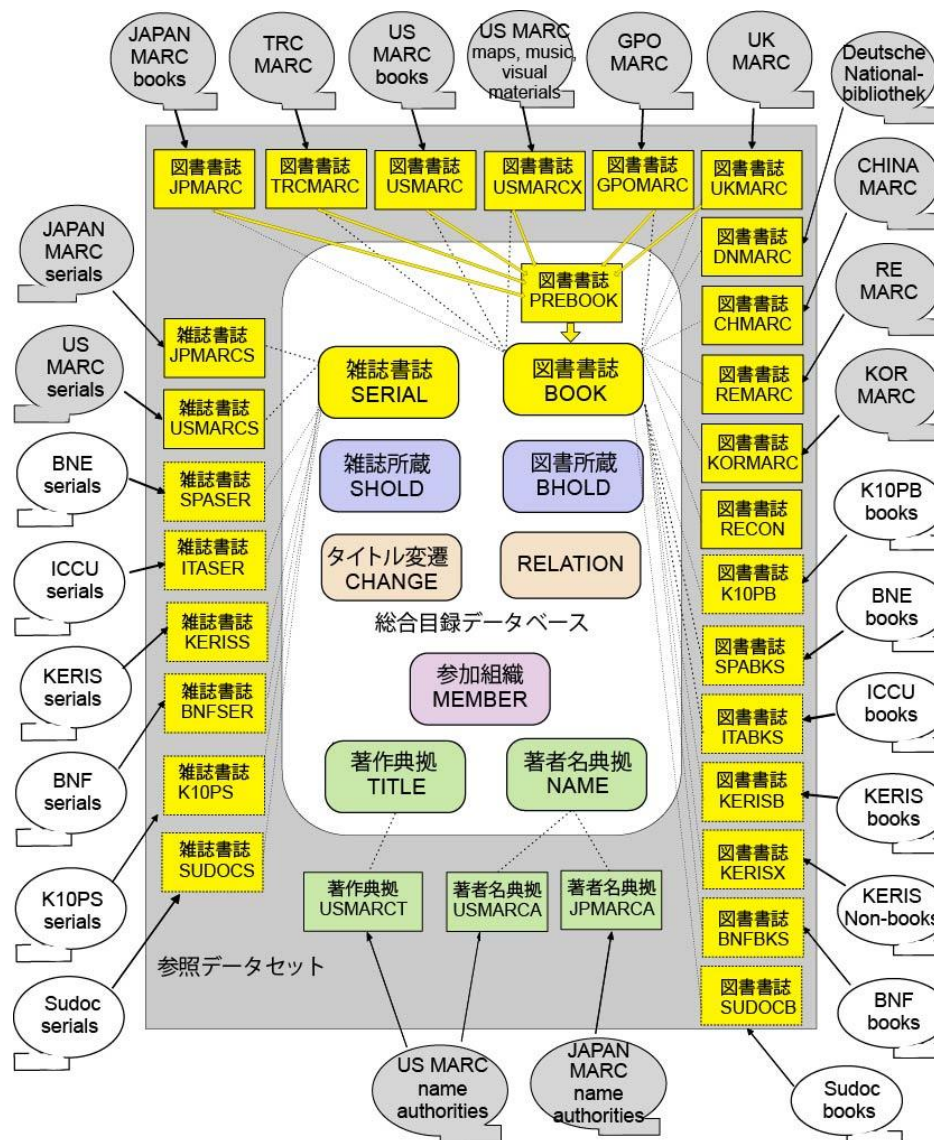 JAPAN
MARC
books
TRC
MARC
US
MARC
books
US MARC
maps, music,
visual
materials
GPO
MARC
UK
MARC
Deutsche
National-
bibliothek
図書書誌
JPMARC
図書書誌
TRCMARC
図書書誌
USMARC
図書書誌
USMARCX
図書書誌
GPOMARC
図書書誌
UKMARC
CHINA
MARC
JAPAN
MARC
serials
図書書誌
DNMARC
図書書誌
PREBOOK
RE
MARC
図書書誌
CHMARC
雑誌書誌
JPMARCS
雑誌書誌
SERIAL
図書書誌
BOOK
US
MARC
serials
図書書誌
REMARC
KOR
MARC
雑誌書誌
USMARCS
図書書誌
KORMARC
BNE
serials
雑誌書誌
SPASER
雑誌所蔵
SHOLD
図書所蔵
BHOLD
K10PB
books
図書書誌
RECON
ICCU
serials
雑誌書誌
ITASER
タイトル変遷
CHANGE
RELATION
図書書誌
K10PB
BNE
books
総合目録データベース
KERIS
serials
雑誌書誌
KERISS
図書書誌
SPABKS
参加組織
MEMBER
ICCU
books
雑誌書誌
BNFSER
図書書誌
ITABKS
BNF
serials
雑誌書誌
K10PS
著作典拠
TITLE
著者名典拠
NAME
図書書誌
KERISB
KERIS
books
雑誌書誌
SUDOCS
図書書誌
KERISX
KERIS
Non-books
K10PS
serials
著作典拠
USMARCT
著者名典拠
USMARCA
著者名典拠
JPMARCA
図書書誌
BNFBKS
参照データセット
図書書誌
SUDOCB
BNF
books
Sudoc
serials
US MARC
name
authorities
JAPAN
MARC
name
authorities
Sudoc
books